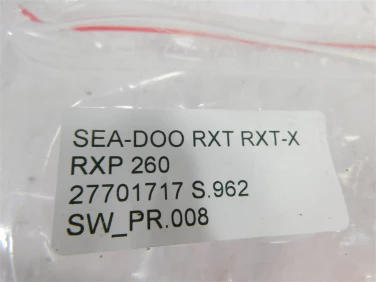 SEA-DOO RXT RXT-X
RXP 260
27701717 S.962
SW_PR.008